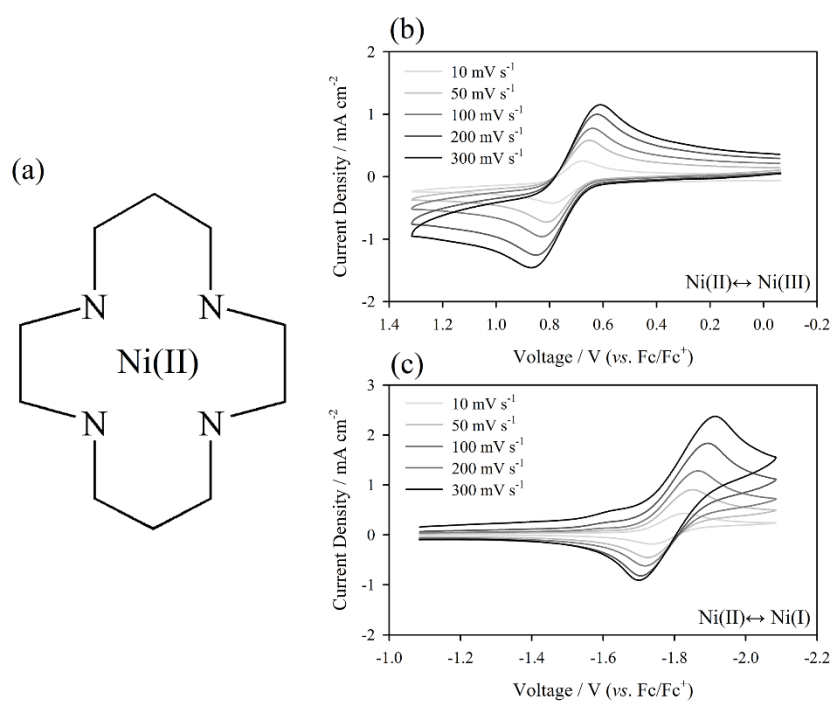 (a)
N
N
Ni(II)
N
N
(b)
2
1
0
-1
-2
Current Density / mA cm⁻²
10 mV s⁻¹
50 mV s⁻¹
100 mV s⁻¹
200 mV s⁻¹
300 mV s⁻¹
Ni(II)↔ Ni(III)
1.4 1.2 1.0 0.8 0.6 0.4 0.2 0.0 -0.2
Voltage / V (vs. Fc/Fc⁺)
(c)
3
2
1
0
-1
-2
Current Density / mA cm⁻²
10 mV s⁻¹
50 mV s⁻¹
100 mV s⁻¹
200 mV s⁻¹
300 mV s⁻¹
Ni(II)↔ Ni(I)
-1.0 -1.2 -1.4 -1.6 -1.8 -2.0 -2.2
Voltage / V (vs. Fc/Fc⁺)